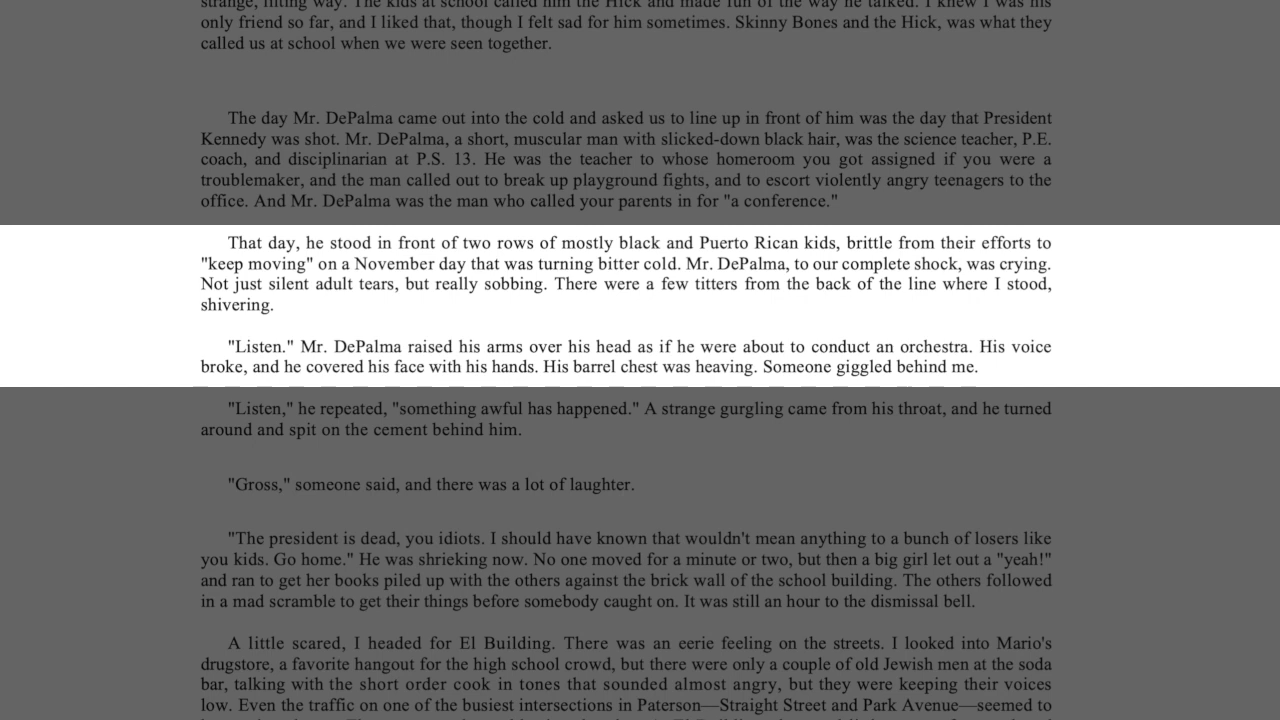 strange, lilting way. The kids at school called him the Hick and made fun of the way he talked. I knew I was his
only friend so far, and I liked that, though I felt sad for him sometimes. Skinny Bones and the Hick, was what they
called us at school when we were seen together.
The day Mr. DePalma came out into the cold and asked us to line up in front of him was the day that President
Kennedy was shot. Mr. DePalma, a short, muscular man with slicked-down black hair, was the science teacher, P.E.
coach, and disciplinarian at P.S. 13. He was the teacher to whose homeroom you got assigned if you were a
troublemaker, and the man called out to break up playground fights, and to escort violently angry teenagers to the
office. And Mr. DePalma was the man who called your parents in for "a conference."
That day, he stood in front of two rows of mostly black and Puerto Rican kids, brittle from their efforts to
"keep moving" on a November day that was turning bitter cold. Mr. DePalma, to our complete shock, was crying.
Not just silent adult tears, but really sobbing. There were a few titters from the back of the line where I stood,
shivering.
"Listen." Mr. DePalma raised his arms over his head as if he were about to conduct an orchestra. His voice
broke, and he covered his face with his hands. His barrel chest was heaving. Someone giggled behind me.
"Listen," he repeated, "something awful has happened." A strange gurgling came from his throat, and he turned
around and spit on the cement behind him.
"Gross," someone said, and there was a lot of laughter.
"The president is dead, you idiots. I should have known that wouldn't mean anything to a bunch of losers like
you kids. Go home." He was shrieking now. No one moved for a minute or two, but then a big girl let out a "yeah!"
and ran to get her books piled up with the others against the brick wall of the school building. The others followed
in a mad scramble to get their things before somebody caught on. It was still an hour to the dismissal bell.
A little scared, I headed for El Building. There was an eerie feeling on the streets. I looked into Mario's
drugstore, a favorite hangout for the high school crowd, but there were only a couple of old Jewish men at the soda
bar, talking with the short order cook in tones that sounded almost angry, but they were keeping their voices
low. Even the traffic on one of the busiest intersections in Paterson—Straight Street and Park Avenue—seemed to